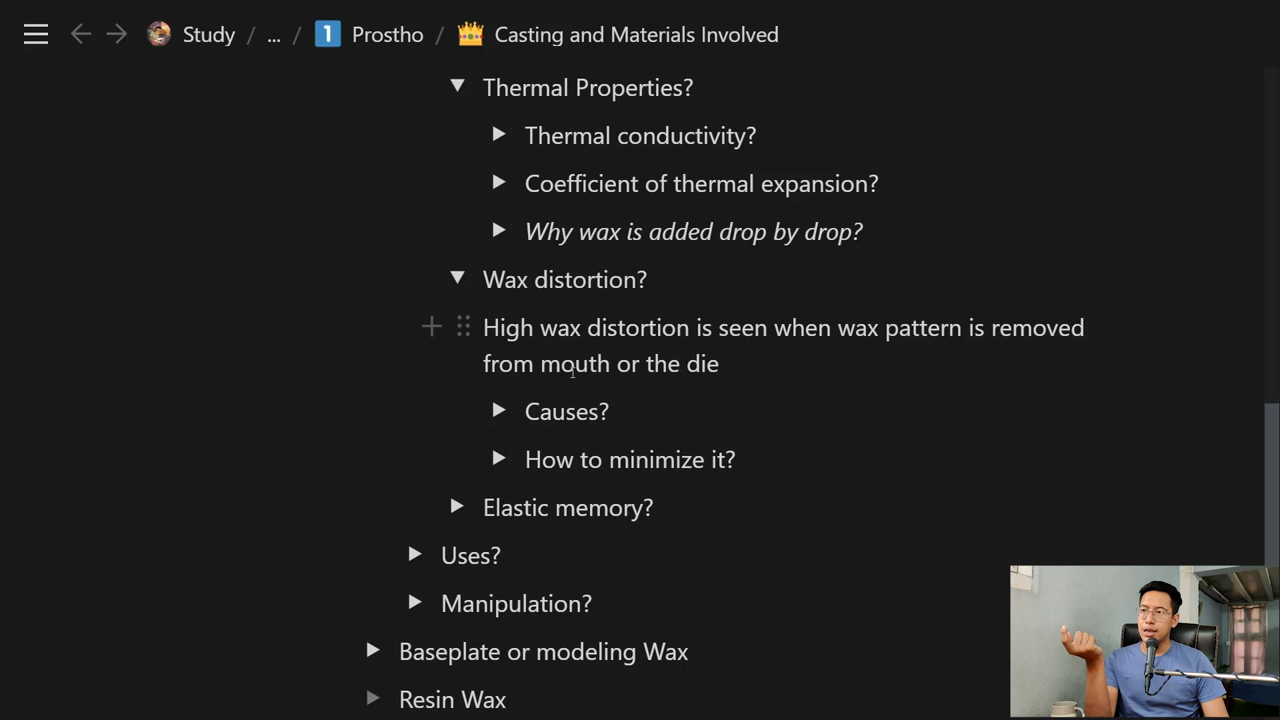 Study / ... / 1 Prostho / Casting and Materials Involved
Thermal Properties?
Thermal conductivity?
Coefficient of thermal expansion?
Why wax is added drop by drop?
Wax distortion?
High wax distortion is seen when wax pattern is removed
from mouth or the die
Causes?
How to minimize it?
Elastic memory?
Uses?
Manipulation?
Baseplate or modeling Wax
Resin Wax